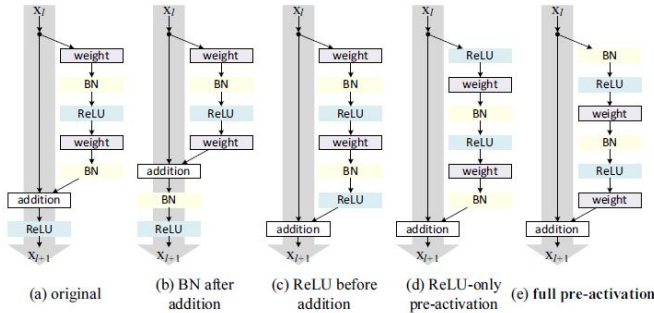 x_l
weight
BN
ReLU
weight
BN
addition
ReLU
x_{l+1}
(a) original
x_l
weight
BN
ReLU
weight
addition
BN
ReLU
x_{l+1}
(b) BN after
addition
x_l
weight
BN
ReLU
weight
BN
ReLU
addition
x_{l+1}
(c) ReLU before
addition
x_l
ReLU
weight
BN
ReLU
weight
BN
addition
x_{l+1}
(d) ReLU-only
pre-activation
x_l
BN
ReLU
weight
BN
ReLU
weight
addition
x_{l+1}
(e) full pre-activation